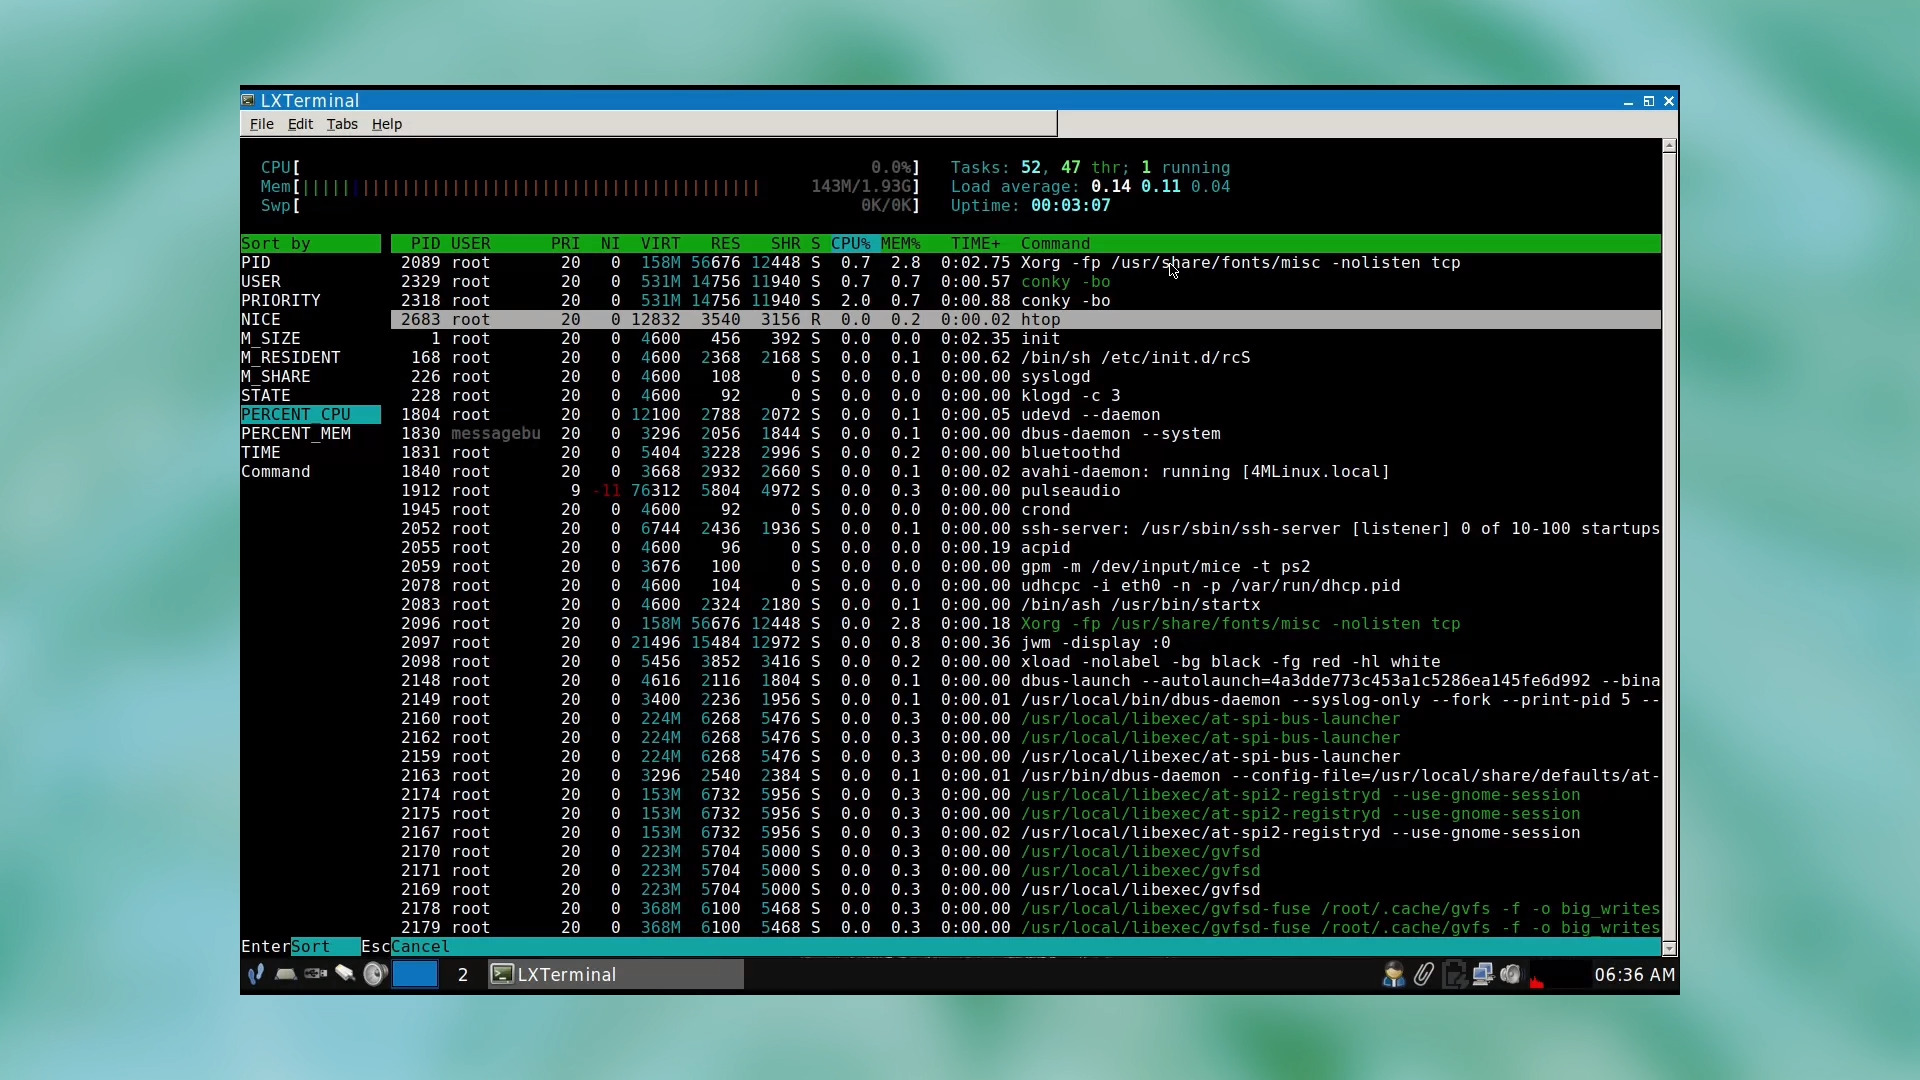 LXTerminal
File Edit Tabs Help
CPU[ 0.0%] Tasks: 52, 47 thr; 1 running
Mem[||||||||||||||||||||||||||||||||||||||||||||||143M/1.93G] Load average: 0.14 0.11 0.04
Swp[ 0K/0K] Uptime: 00:03:07
Sort by PID USER PRI NI VIRT RES SHR S CPU% MEM% TIME+ Command
PID 2089 root 20 0 158M 56676 12448 S 0.7 2.8 0:02.75 Xorg -fp /usr/share/fonts/misc -nolisten tcp
USER 2329 root 20 0 531M 14756 11940 S 0.7 0.7 0:00.57 conky -bo
PRIORITY 2318 root 20 0 531M 14756 11940 S 2.0 0.7 0:00.88 conky -bo
NICE 2683 root 20 0 12832 3540 3156 R 0.0 0.2 0:00.02 htop
M_SIZE 1 root 20 0 4600 456 392 S 0.0 0.0 0:02.35 init
M_RESIDENT 168 root 20 0 4600 2368 2168 S 0.0 0.1 0:00.62 /bin/sh /etc/init.d/rcS
M_SHARE 226 root 20 0 4600 108 0 S 0.0 0.0 0:00.00 syslogd
STATE 228 root 20 0 4600 92 0 S 0.0 0.0 0:00.00 klogd -c 3
PERCENT_CPU 1804 root 20 0 12100 2788 2072 S 0.0 0.1 0:00.05 udevd --daemon
PERCENT_MEM 1830 messagebu 20 0 3296 2056 1844 S 0.0 0.1 0:00.00 dbus-daemon --system
TIME 1831 root 20 0 5404 3228 2996 S 0.0 0.2 0:00.00 bluetoothd
Command 1840 root 20 0 3668 2932 2660 S 0.0 0.1 0:00.02 avahi-daemon: running [4MLinux.local]
1912 root 9 -11 76312 5804 4972 S 0.0 0.3 0:00.00 pulseaudio
1945 root 20 0 4600 92 0 S 0.0 0.0 0:00.00 crond
2052 root 20 0 6744 2436 1936 S 0.0 0.1 0:00.00 ssh-server: /usr/sbin/ssh-server [listener] 0 of 10-100 startups
2055 root 20 0 4600 96 0 S 0.0 0.0 0:00.19 acpid
2059 root 20 0 3676 100 0 S 0.0 0.0 0:00.00 gpm -m /dev/input/mice -t ps2
2078 root 20 0 4600 104 0 S 0.0 0.0 0:00.00 udhcpc -i eth0 -n -p /var/run/dhcp.pid
2083 root 20 0 4600 2324 2180 S 0.0 0.1 0:00.00 /bin/ash /usr/bin/startx
2096 root 20 0 158M 56676 12448 S 0.0 2.8 0:00.18 Xorg -fp /usr/share/fonts/misc -nolisten tcp
2097 root 20 0 21496 15484 12972 S 0.0 0.8 0:00.36 jwm -display :0
2098 root 20 0 5456 3852 3416 S 0.0 0.2 0:00.00 xload -nolabel -bg black -fg red -hl white
2148 root 20 0 4616 2116 1804 S 0.0 0.1 0:00.00 dbus-launch --autolaunch=4a3dde773c453a1c5286ea145fe6d992 --bina
2149 root 20 0 3400 2236 1956 S 0.0 0.1 0:00.01 /usr/local/bin/dbus-daemon --syslog-only --fork --print-pid 5 --
2160 root 20 0 224M 6268 5476 S 0.0 0.3 0:00.00 /usr/local/libexec/at-spi-bus-launcher
2162 root 20 0 224M 6268 5476 S 0.0 0.3 0:00.00 /usr/local/libexec/at-spi-bus-launcher
2159 root 20 0 224M 6268 5476 S 0.0 0.3 0:00.00 /usr/local/libexec/at-spi-bus-launcher
2163 root 20 0 3296 2540 2384 S 0.0 0.1 0:00.01 /usr/bin/dbus-daemon --config-file=/usr/local/share/defaults/at-
2174 root 20 0 153M 6732 5956 S 0.0 0.3 0:00.00 /usr/local/libexec/at-spi2-registryd --use-gnome-session
2175 root 20 0 153M 6732 5956 S 0.0 0.3 0:00.00 /usr/local/libexec/at-spi2-registryd --use-gnome-session
2167 root 20 0 153M 6732 5956 S 0.0 0.3 0:00.02 /usr/local/libexec/at-spi2-registryd --use-gnome-session
2170 root 20 0 223M 5704 5000 S 0.0 0.3 0:00.00 /usr/local/libexec/gvfsd
2171 root 20 0 223M 5704 5000 S 0.0 0.3 0:00.00 /usr/local/libexec/gvfsd
2169 root 20 0 223M 5704 5000 S 0.0 0.3 0:00.00 /usr/local/libexec/gvfsd
2178 root 20 0 368M 6100 5468 S 0.0 0.3 0:00.00 /usr/local/libexec/gvfsd-fuse /root/.cache/gvfs -f -o big_writes
2179 root 20 0 368M 6100 5468 S 0.0 0.3 0:00.00 /usr/local/libexec/gvfsd-fuse /root/.cache/gvfs -f -o big_writes
EnterSort EscCancel
2 LXTerminal 06:36 AM